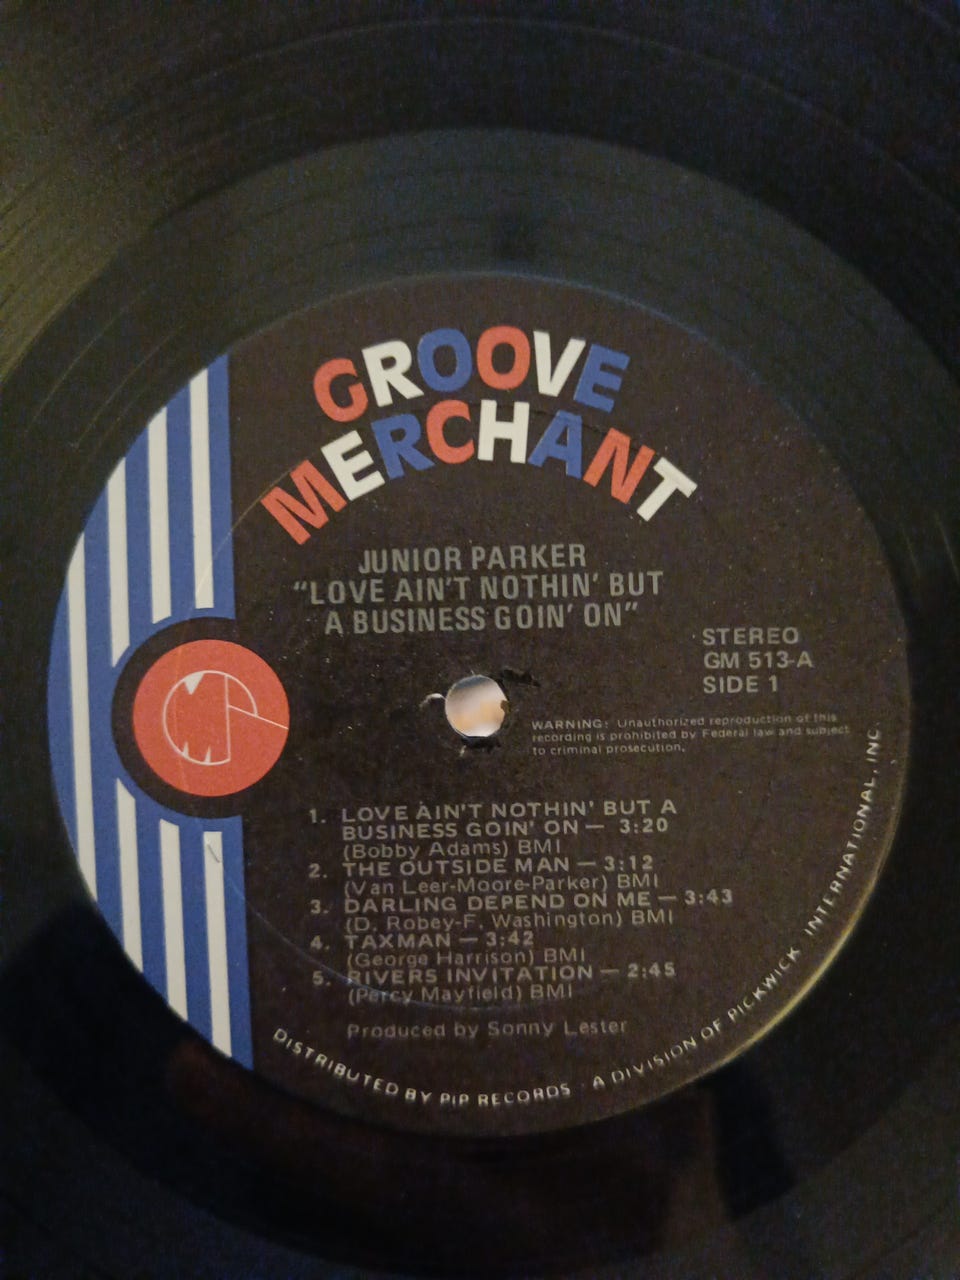 GROOVE
MERCHANT
JUNIOR PARKER
"LOVE AIN'T NOTHIN' BUT
A BUSINESS GOIN' ON"
STEREO
GM 513-A
SIDE 1
WARNING: Unauthorized reproduction of this
recording is prohibited by Federal law and subject
to criminal prosecution.
1. LOVE AIN'T NOTHIN' BUT A
BUSINESS GOIN' ON — 3:20
(Bobby Adams) BMI
2. THE OUTSIDE MAN — 3:12
(Van Leer-Moore-Parker) BMI
3. DARLING DEPEND ON ME — 3:43
(D. Robey-F. Washington) BMI
4. TAXMAN — 3:42
(George Harrison) BMI
5. RIVERS INVITATION — 2:45
(Percy Mayfield) BMI
Produced by Sonny Lester
DISTRIBUTED BY PiP RECORDS · A DIVISION OF PICKWICK INTERNATIONAL, INC.